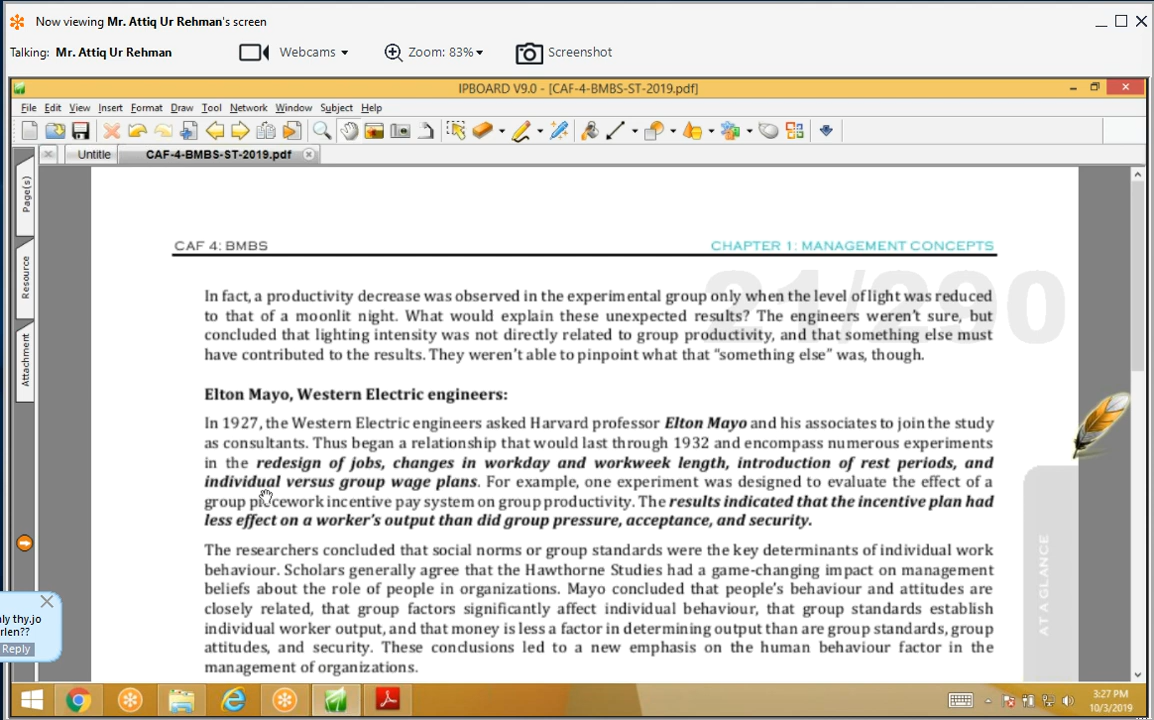 Now viewing Mr. Attiq Ur Rehman's screen
Talking: Mr. Attiq Ur Rehman Webcams Zoom: 83% Screenshot
IPBOARD V9.0 - [CAF-4-BMBS-ST-2019.pdf]
File Edit View Insert Format Draw Tool Network Window Subject Help
Untitle CAF-4-BMBS-ST-2019.pdf
Page(s)
Resource
Attachment
CAF 4: BMBS CHAPTER 1: MANAGEMENT CONCEPTS
21/290
In fact, a productivity decrease was observed in the experimental group only when the level of light was reduced
to that of a moonlit night. What would explain these unexpected results? The engineers weren't sure, but
concluded that lighting intensity was not directly related to group productivity, and that something else must
have contributed to the results. They weren't able to pinpoint what that "something else" was, though.
Elton Mayo, Western Electric engineers:
In 1927, the Western Electric engineers asked Harvard professor Elton Mayo and his associates to join the study
as consultants. Thus began a relationship that would last through 1932 and encompass numerous experiments
in the redesign of jobs, changes in workday and workweek length, introduction of rest periods, and
individual versus group wage plans. For example, one experiment was designed to evaluate the effect of a
group piecework incentive pay system on group productivity. The results indicated that the incentive plan had
less effect on a worker's output than did group pressure, acceptance, and security.
The researchers concluded that social norms or group standards were the key determinants of individual work
behaviour. Scholars generally agree that the Hawthorne Studies had a game-changing impact on management
beliefs about the role of people in organizations. Mayo concluded that people's behaviour and attitudes are
closely related, that group factors significantly affect individual behaviour, that group standards establish
individual worker output, and that money is less a factor in determining output than are group standards, group
attitudes, and security. These conclusions led to a new emphasis on the human behaviour factor in the
management of organizations.
AT A GLANCE
aly thy.jo
rlen??
Reply
3:27 PM
10/3/2019